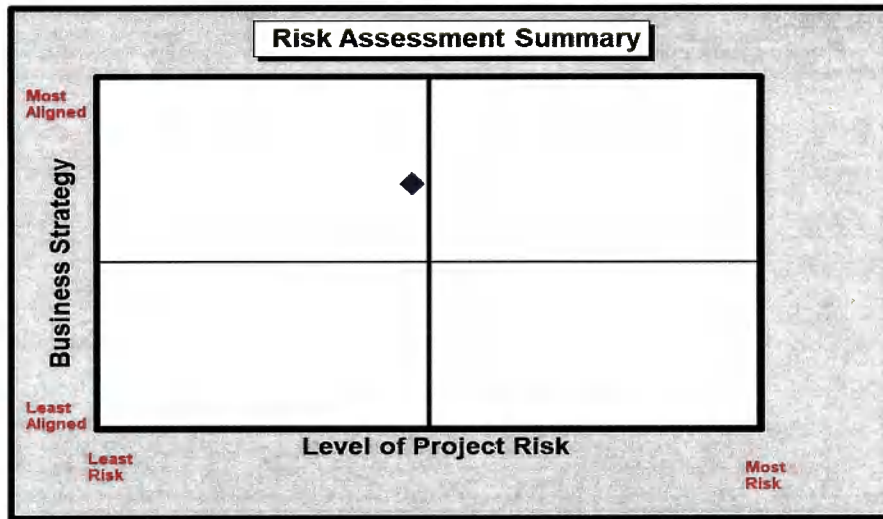 Risk Assessment Summary
Most
Aligned
Business Strategy
Least
Aligned
Level of Project Risk
Least
Risk
Most
Risk